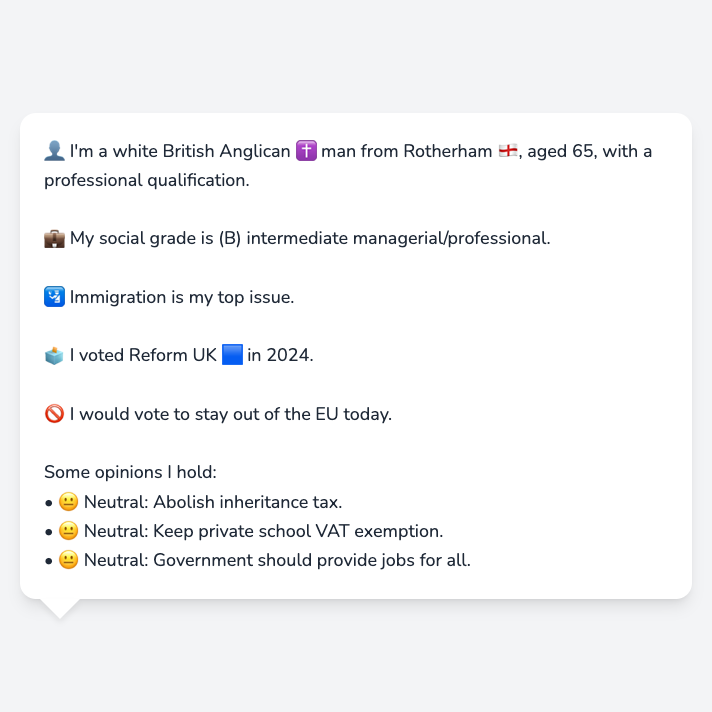 👤 I'm a white British Anglican ✝️ man from Rotherham 🏴󠁧󠁢󠁥󠁮󠁧󠁿, aged 65, with a
professional qualification.
💼 My social grade is (B) intermediate managerial/professional.
🛂 Immigration is my top issue.
🗳️ I voted Reform UK 🟦 in 2024.
🚫 I would vote to stay out of the EU today.
Some opinions I hold:
• 😐 Neutral: Abolish inheritance tax.
• 😐 Neutral: Keep private school VAT exemption.
• 😐 Neutral: Government should provide jobs for all.